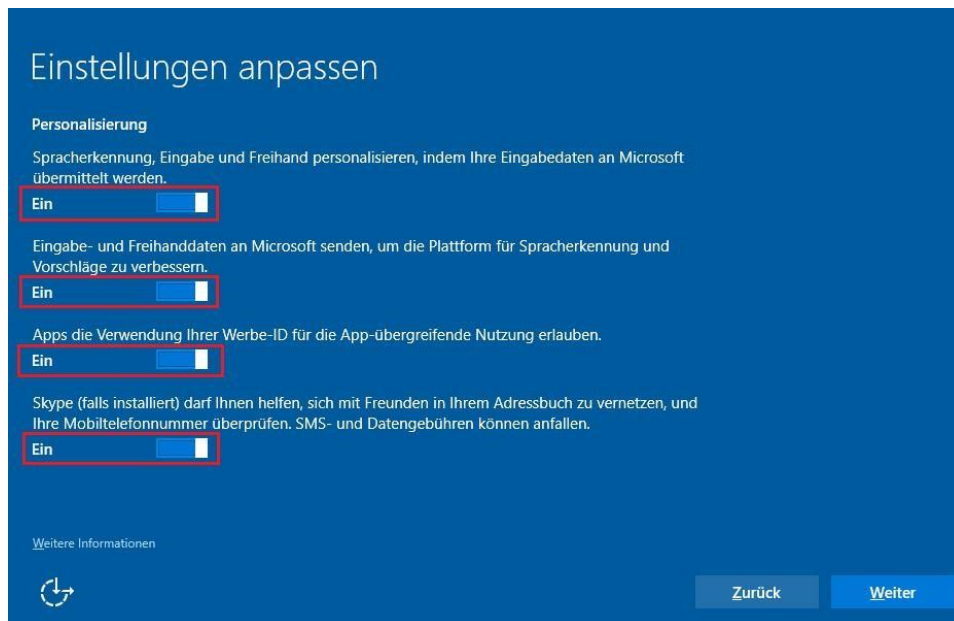 Einstellungen anpassen
Personalisierung
Spracherkennung, Eingabe und Freihand personalisieren, indem Ihre Eingabedaten an Microsoft
übermittelt werden.
Ein
Eingabe- und Freihanddaten an Microsoft senden, um die Plattform für Spracherkennung und
Vorschläge zu verbessern.
Ein
Apps die Verwendung Ihrer Werbe-ID für die App-übergreifende Nutzung erlauben.
Ein
Skype (falls installiert) darf Ihnen helfen, sich mit Freunden in Ihrem Adressbuch zu vernetzen, und
Ihre Mobiltelefonnummer überprüfen. SMS- und Datengebühren können anfallen.
Ein
Weitere Informationen
Zurück
Weiter